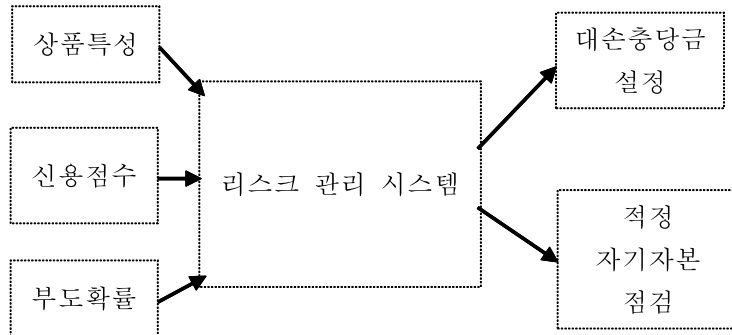 상품특성
신용점수
부도확률
리스크 관리 시스템
대손충당금
설정
적정
자기자본
점검